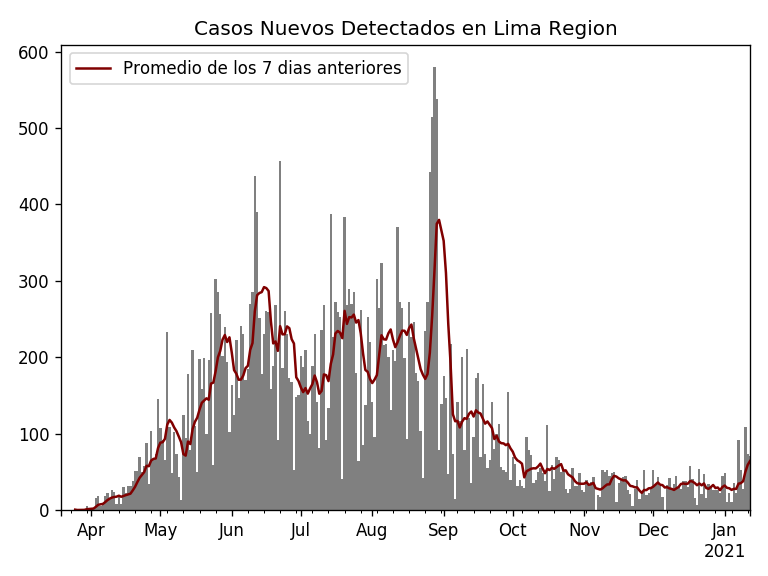 Casos Nuevos Detectados en Lima Region
Promedio de los 7 dias anteriores
600
500
400
300
200
100
0
Apr May Jun Jul Aug Sep Oct Nov Dec Jan
2021